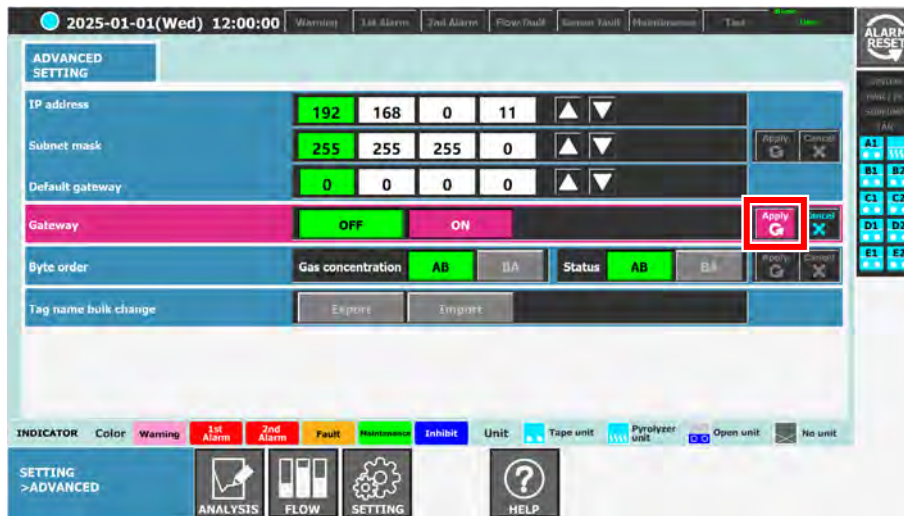 2025-01-01(Wed) 12:00:00 Warning 1st Alarm 2nd Alarm Flow Fault Sensor Fault Maintenance Test
ALARM
RESET
ADVANCED
SETTING
IP address 192 168 0 11
Subnet mask 255 255 255 0 Apply Cancel
Default gateway 0 0 0 0
Gateway OFF ON Apply Cancel
Byte order Gas concentration AB BA Status AB BA Apply Cancel
Tag name bulk change Export Import
A1
B1 B2
C1 C2
D1 D2
E1 E2
INDICATOR Color Warning 1st Alarm 2nd Alarm Fault Maintenance Inhibit Unit Tape unit Pyrolyzer unit Open unit No unit
SETTING
>ADVANCED
ANALYSIS FLOW SETTING HELP